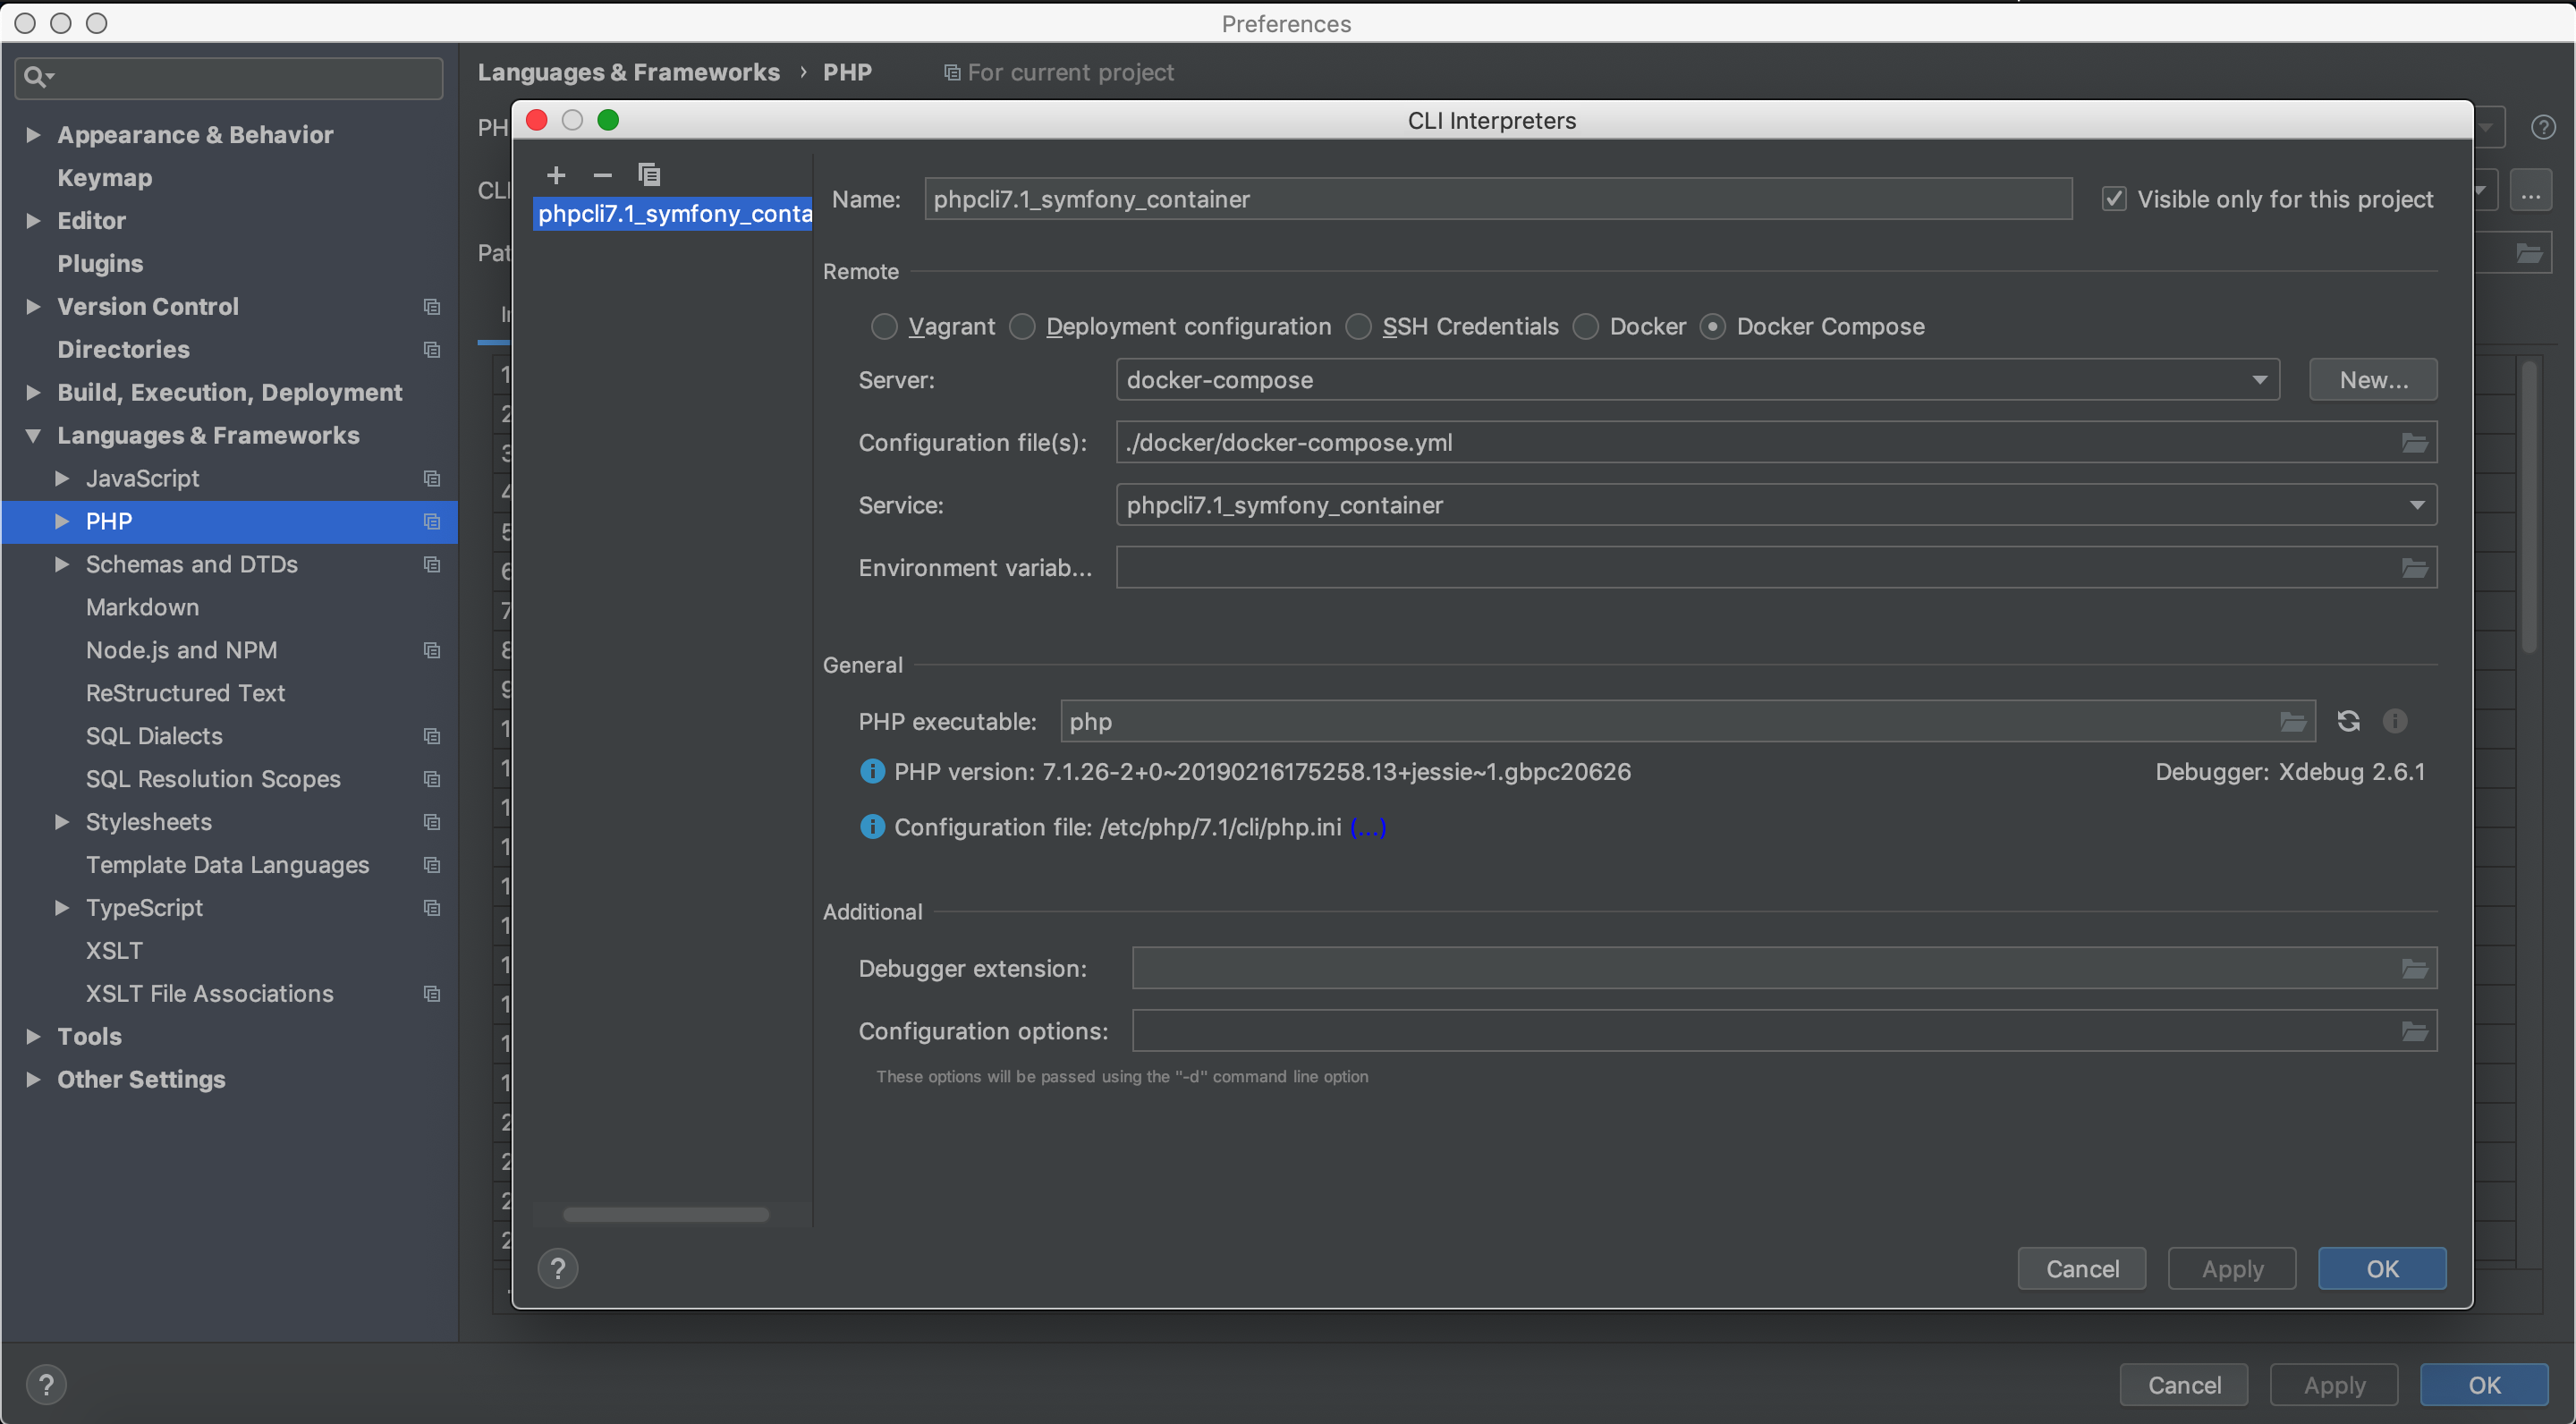 Preferences
Languages & Frameworks › PHP For current project
Appearance & Behavior
Keymap
Editor
Plugins
Version Control
Directories
Build, Execution, Deployment
Languages & Frameworks
JavaScript
PHP
Schemas and DTDs
Markdown
Node.js and NPM
ReStructured Text
SQL Dialects
SQL Resolution Scopes
Stylesheets
Template Data Languages
TypeScript
XSLT
XSLT File Associations
Tools
Other Settings
CLI Interpreters
phpcli7.1_symfony_conta
Name: phpcli7.1_symfony_container Visible only for this project
Remote
Vagrant Deployment configuration SSH Credentials Docker Docker Compose
Server: docker-compose New...
Configuration file(s): ./docker/docker-compose.yml
Service: phpcli7.1_symfony_container
Environment variab...
General
PHP executable: php
PHP version: 7.1.26-2+0~20190216175258.13+jessie~1.gbpc20626 Debugger: Xdebug 2.6.1
Configuration file: /etc/php/7.1/cli/php.ini (...)
Additional
Debugger extension:
Configuration options:
These options will be passed using the "-d" command line option
? Cancel Apply OK
? Cancel Apply OK